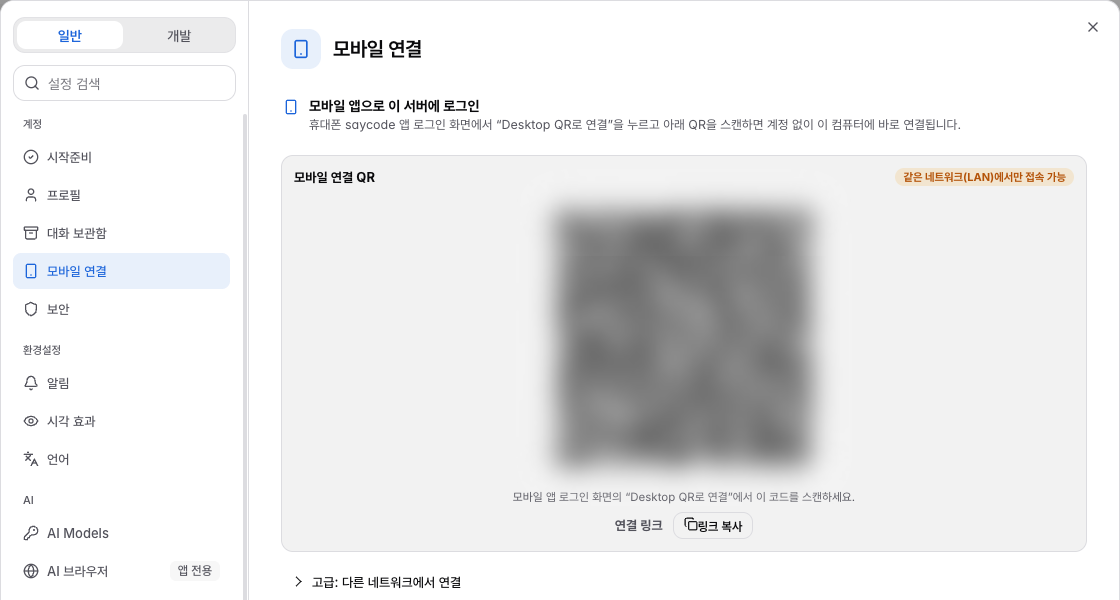 일반
개발
설정 검색
계정
시작준비
프로필
대화 보관함
모바일 연결
보안
환경설정
알림
시각 효과
언어
AI
AI Models
AI 브라우저
앱 전용
모바일 연결
모바일 앱으로 이 서버에 로그인
휴대폰 saycode 앱 로그인 화면에서 “Desktop QR로 연결”을 누르고 아래 QR을 스캔하면 계정 없이 이 컴퓨터에 바로 연결됩니다.
모바일 연결 QR
같은 네트워크(LAN)에서만 접속 가능
모바일 앱 로그인 화면의 “Desktop QR로 연결”에서 이 코드를 스캔하세요.
연결 링크
링크 복사
고급: 다른 네트워크에서 연결